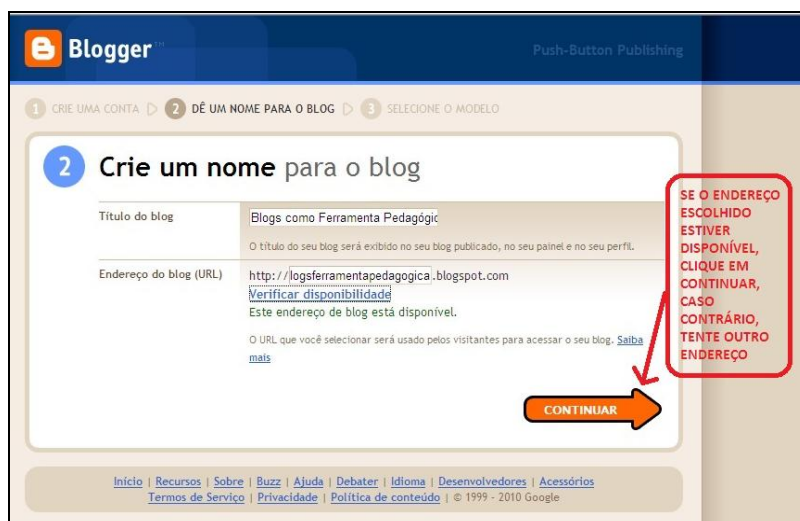 Blogger™
Push-Button Publishing
1 CRIE UMA CONTA 2 DÊ UM NOME PARA O BLOG 3 SELECIONE O MODELO
2 Crie um nome para o blog
Título do blog
Blogs como Ferramenta Pedagógic
O título do seu blog será exibido no seu blog publicado, no seu painel e no seu perfil.
Endereço do blog (URL)
http://logsferramentapedagogica.blogspot.com
Verificar disponibilidade
Este endereço de blog está disponível.
O URL que você selecionar será usado pelos visitantes para acessar o seu blog. Saiba
mais
CONTINUAR
SE O ENDEREÇO
ESCOLHIDO
ESTIVER
DISPONÍVEL,
CLIQUE EM
CONTINUAR,
CASO
CONTRÁRIO,
TENTE OUTRO
ENDEREÇO
Início | Recursos | Sobre | Buzz | Ajuda | Debater | Idioma | Desenvolvedores | Acessórios
Termos de Serviço | Privacidade | Política de conteúdo | © 1999 - 2010 Google